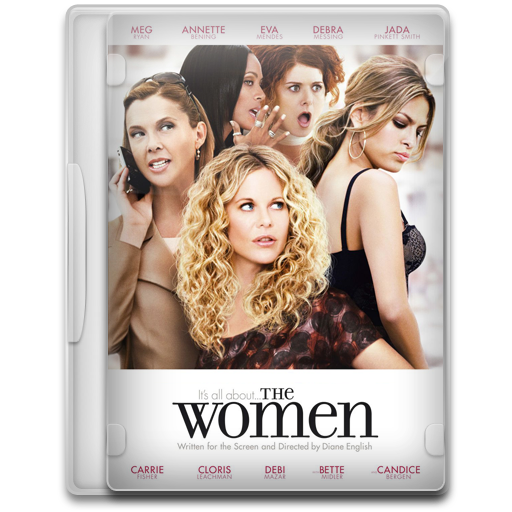 MEG ANNETTE EVA DEBRA JADA
RYAN BENING MENDES MESSING PINKETT SMITH
It's all about...THE
women
Written for the Screen and Directed by Diane English
CARRIE CLORIS DEBI ...BETTE ...CANDICE
FISHER LEACHMAN MAZAR MIDLER BERGEN